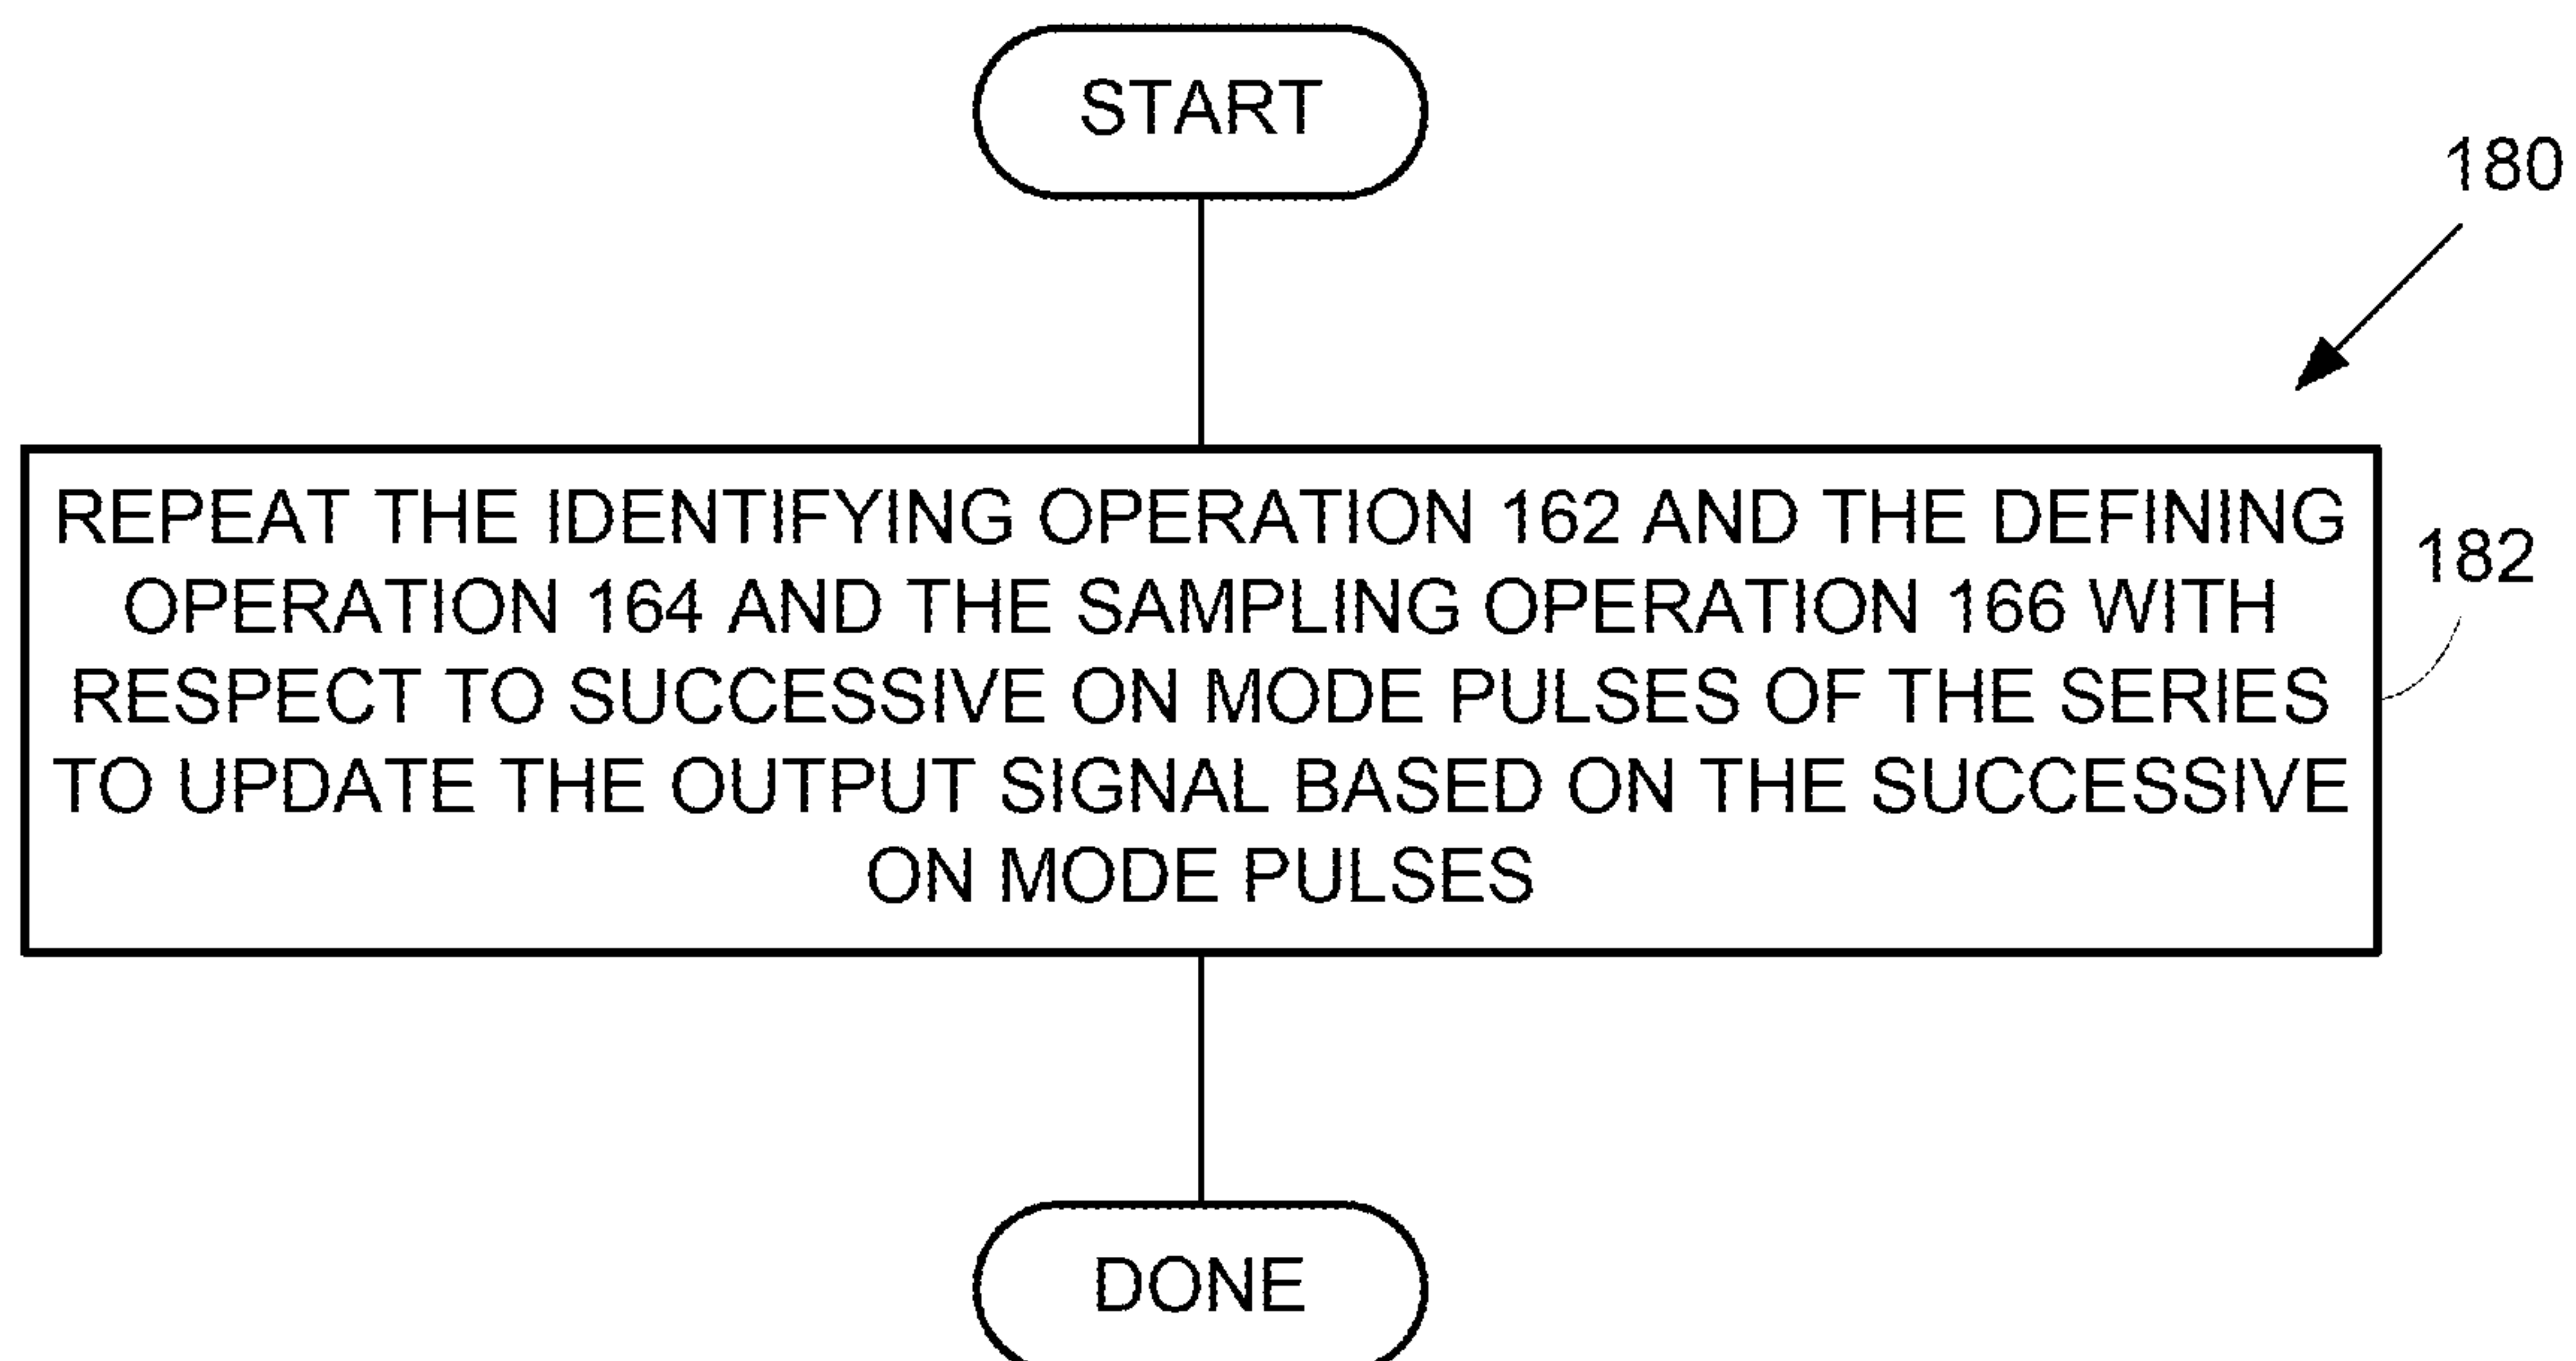 START
180
REPEAT THE IDENTIFYING OPERATION 162 AND THE DEFINING
OPERATION 164 AND THE SAMPLING OPERATION 166 WITH
RESPECT TO SUCCESSIVE ON MODE PULSES OF THE SERIES
TO UPDATE THE OUTPUT SIGNAL BASED ON THE SUCCESSIVE
ON MODE PULSES
182
DONE